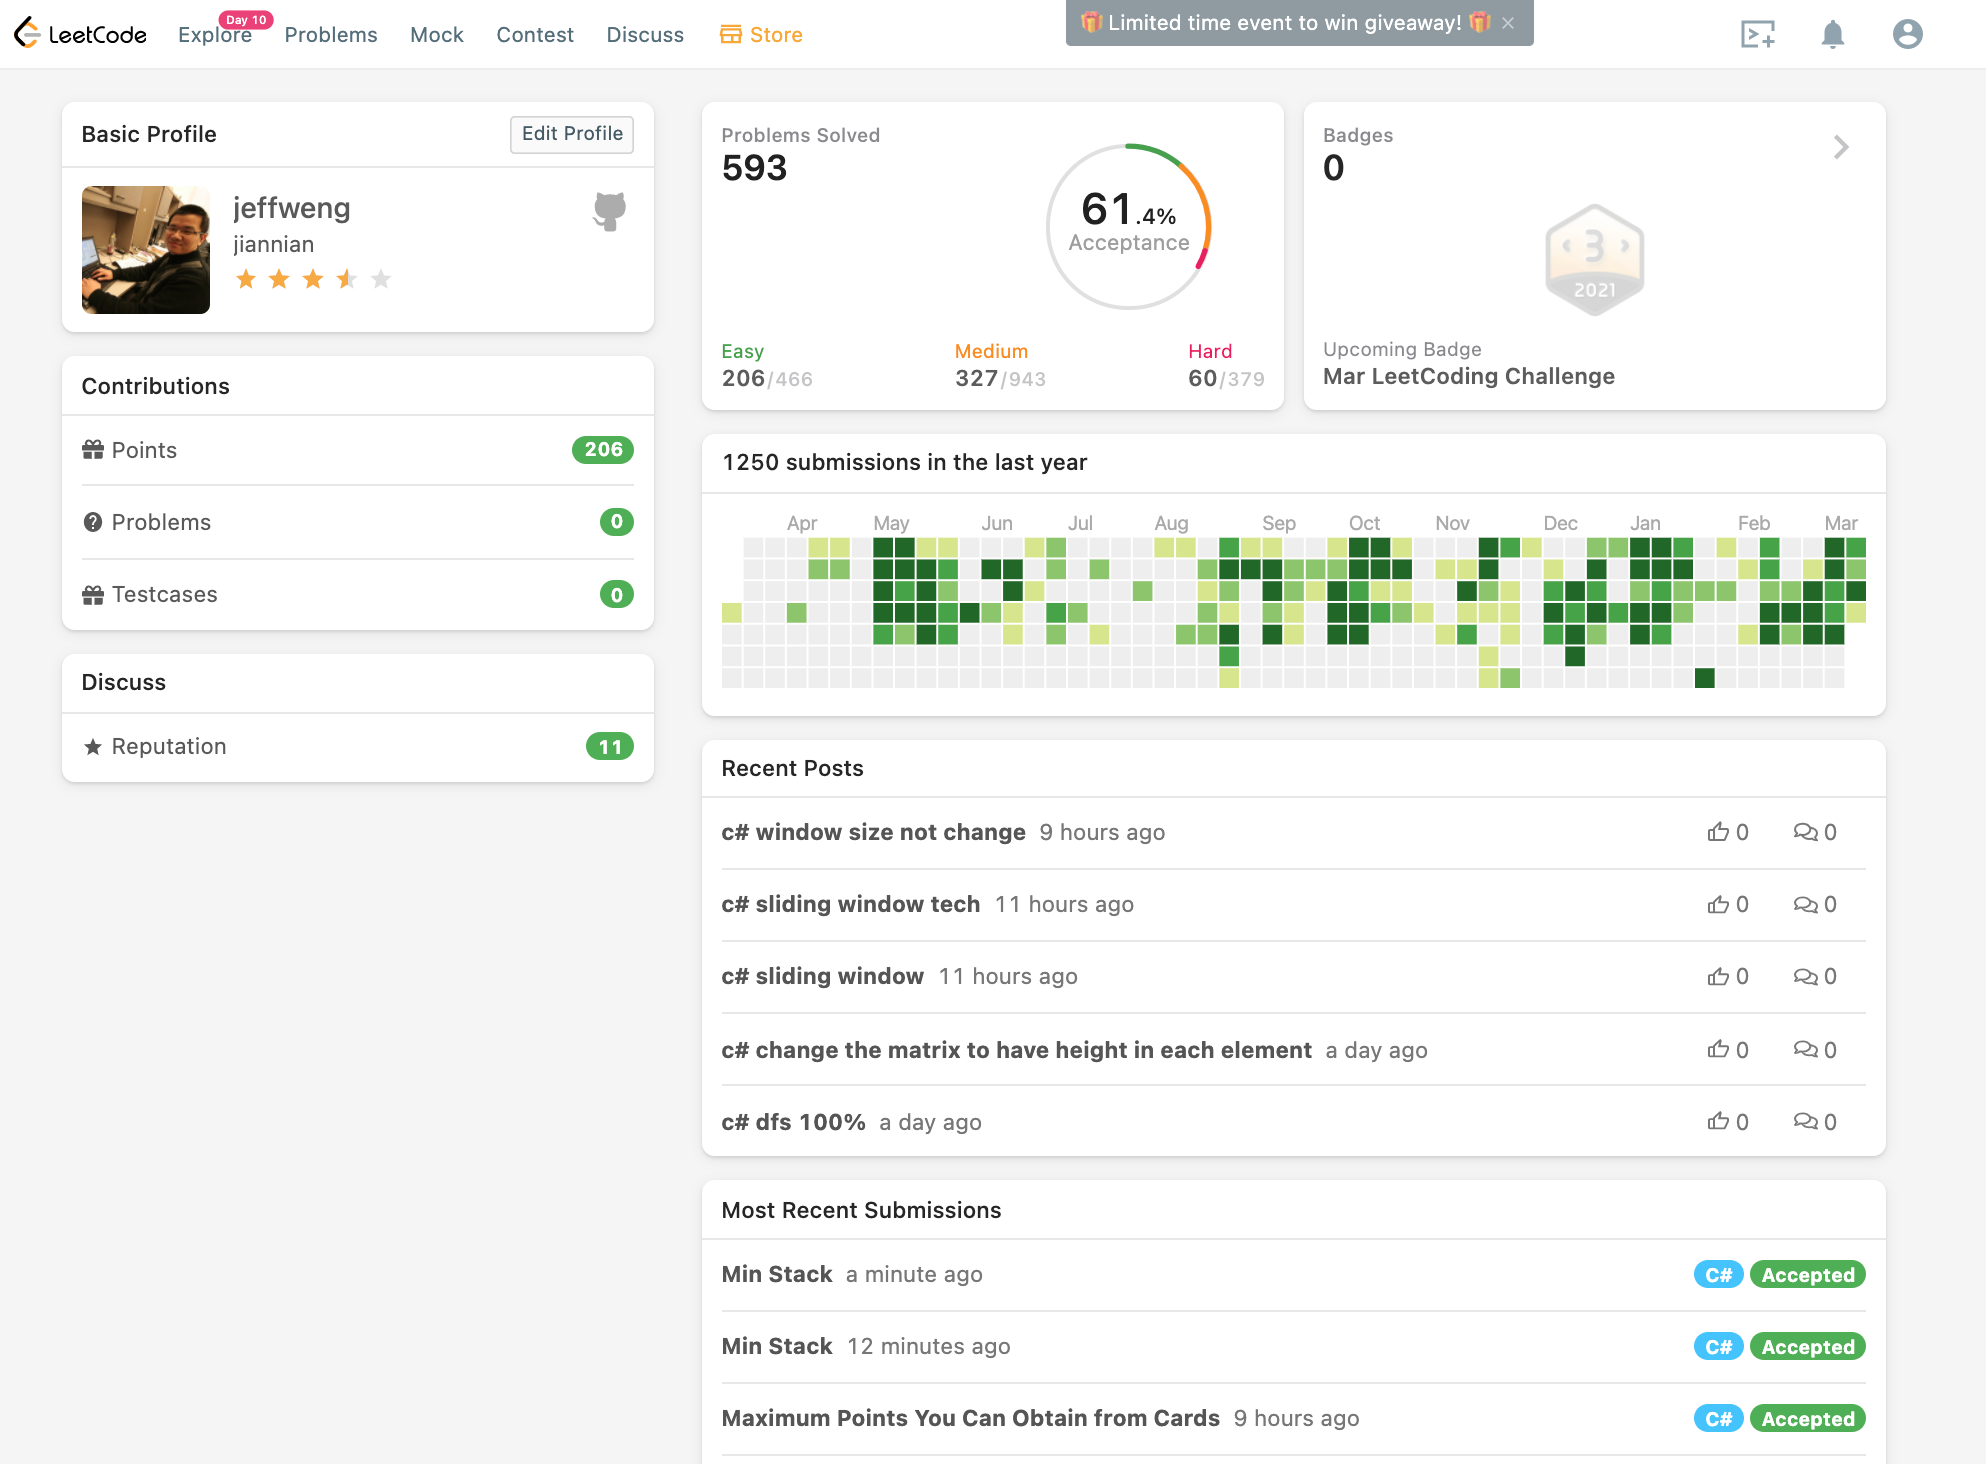 LeetCode
Explore
Day 10
Problems
Mock
Contest
Discuss
Store
Limited time event to win giveaway!
Basic Profile
Edit Profile
jeffweng
jiannian
Contributions
Points 206
Problems 0
Testcases 0
Discuss
Reputation 11
Problems Solved
593
61.4%
Acceptance
Easy
206/466
Medium
327/943
Hard
60/379
Badges
0
3
2021
Upcoming Badge
Mar LeetCoding Challenge
1250 submissions in the last year
Apr May Jun Jul Aug Sep Oct Nov Dec Jan Feb Mar
Recent Posts
c# window size not change 9 hours ago 0 0
c# sliding window tech 11 hours ago 0 0
c# sliding window 11 hours ago 0 0
c# change the matrix to have height in each element a day ago 0 0
c# dfs 100% a day ago 0 0
Most Recent Submissions
Min Stack a minute ago C# Accepted
Min Stack 12 minutes ago C# Accepted
Maximum Points You Can Obtain from Cards 9 hours ago C# Accepted